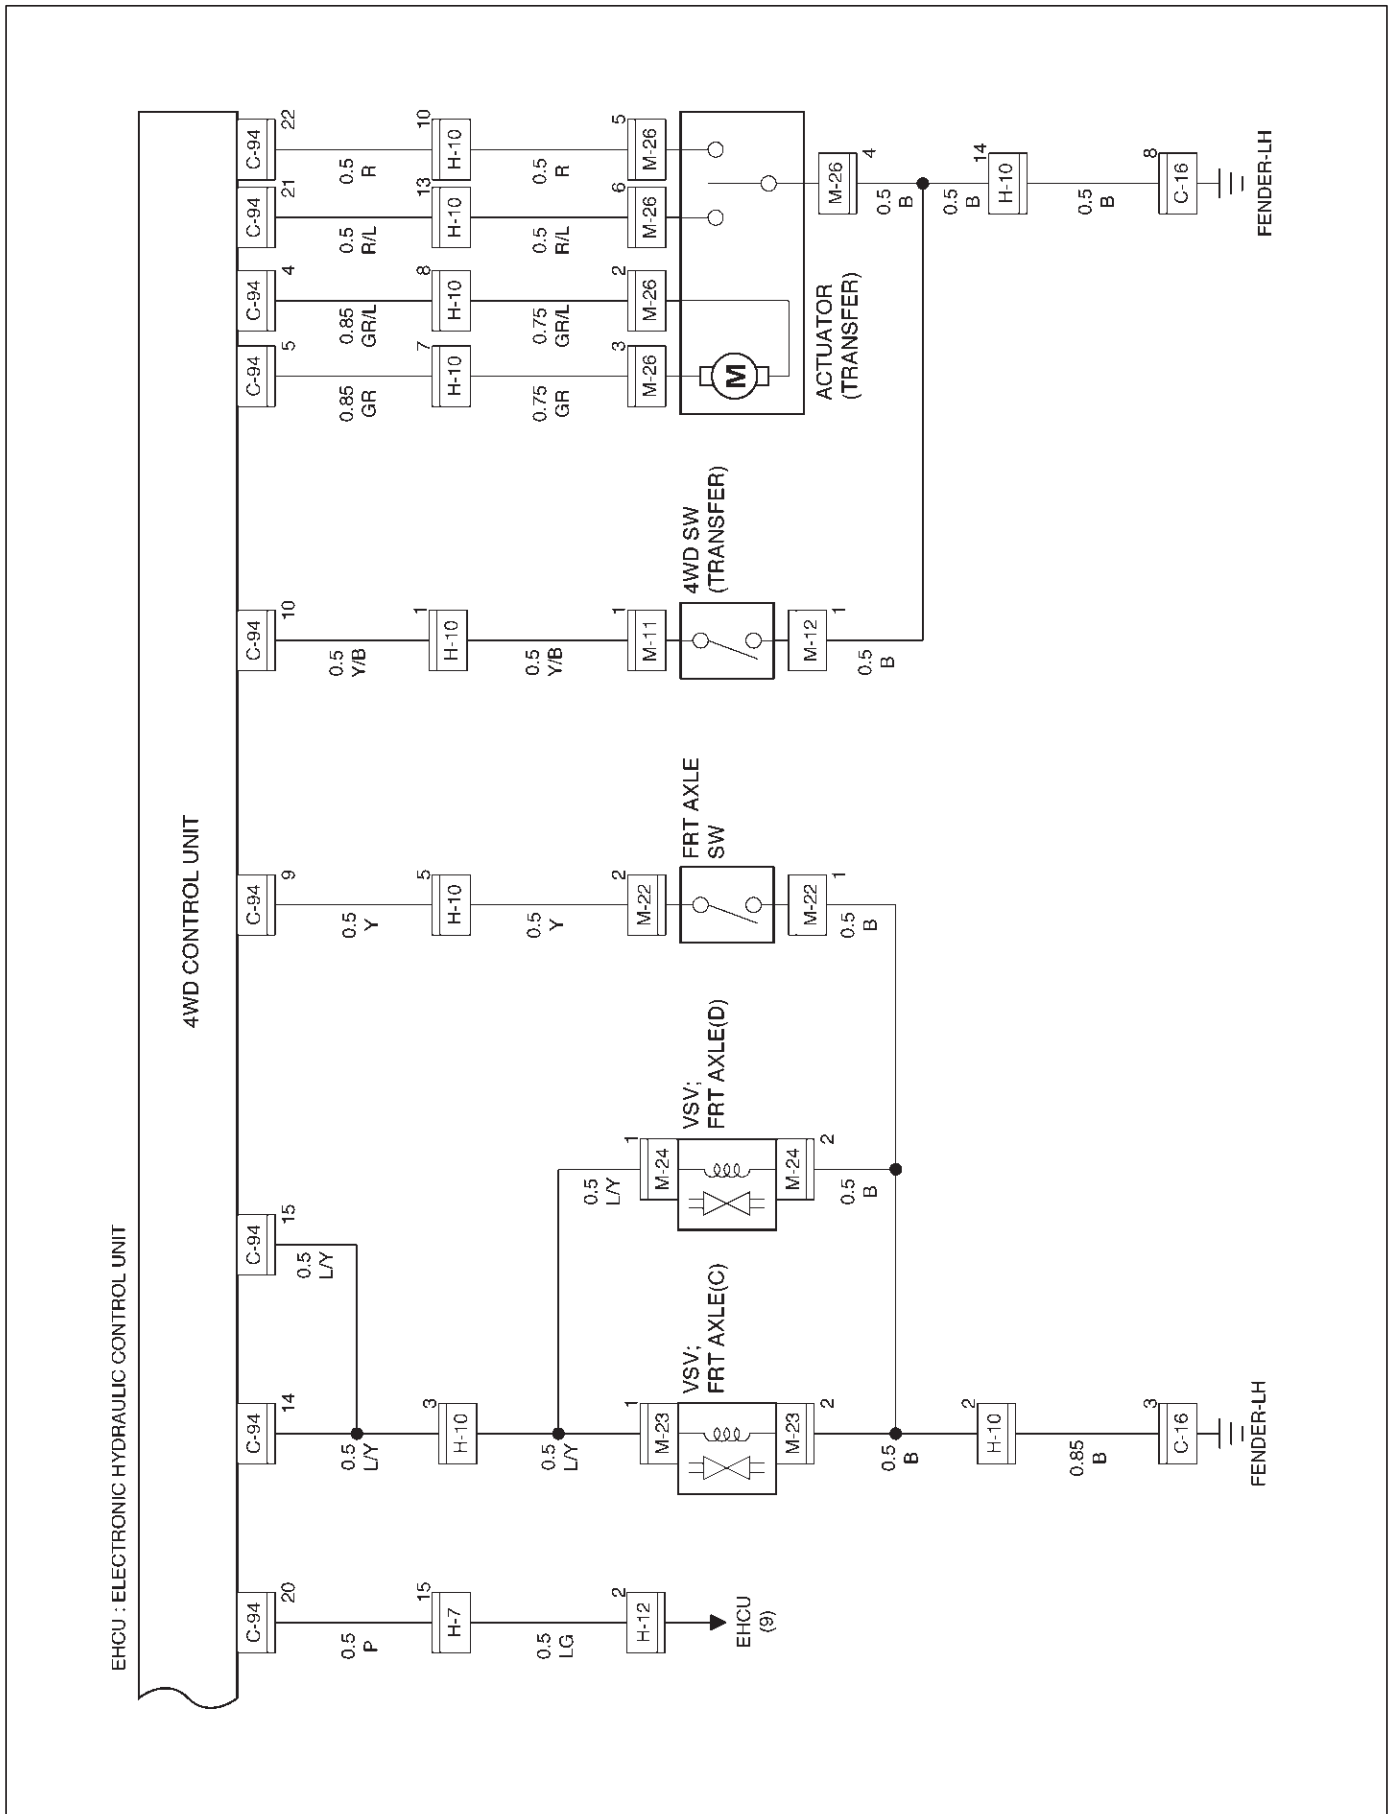 EHCU : ELECTRONIC HYDRAULIC CONTROL UNIT
4WD CONTROL UNIT
C-94
20
C-94
14
C-94
15
C-94
9
C-94
10
C-94
5
C-94
4
C-94
21
C-94
22
0.5
P
0.5
L/Y
0.5
L/Y
0.5
Y
0.5
Y/B
0.85
GR
0.85
GR/L
0.5
R/L
0.5
R
15
H-7
3
H-10
5
H-10
1
H-10
7
H-10
8
H-10
13
H-10
10
H-10
0.5
LG
0.5
L/Y
0.5
L/Y
0.5
Y
0.5
Y/B
0.75
GR
0.75
GR/L
0.5
R/L
0.5
R
2
H-12
1
M-23
1
M-24
2
M-22
1
M-11
3
M-26
2
M-26
6
M-26
5
M-26
EHCU
(9)
VSV;
FRT AXLE(C)
VSV;
FRT AXLE(D)
FRT AXLE
SW
4WD SW
(TRANSFER)
M
ACTUATOR
(TRANSFER)
M-23
2
M-24
2
M-22
1
M-12
1
M-26
4
0.5
B
0.5
B
0.5
B
0.5
B
0.5
B
0.5
B
2
H-10
14
H-10
0.85
B
0.5
B
3
C-16
8
C-16
FENDER-LH
FENDER-LH